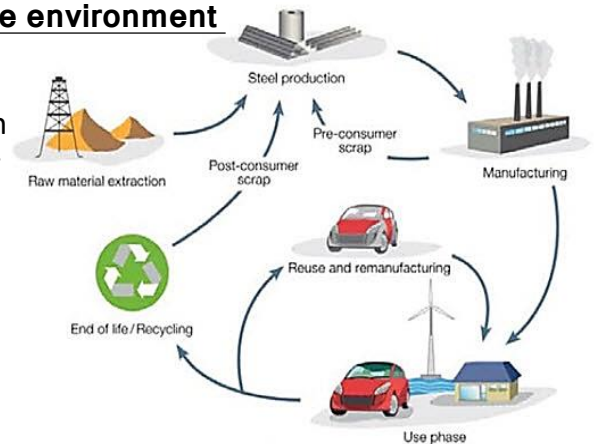 e environment
Steel production
Pre-consumer
scrap
Post-consumer
scrap
Raw material extraction
Manufacturing
Reuse and remanufacturing
End of life/Recycling
Use phase